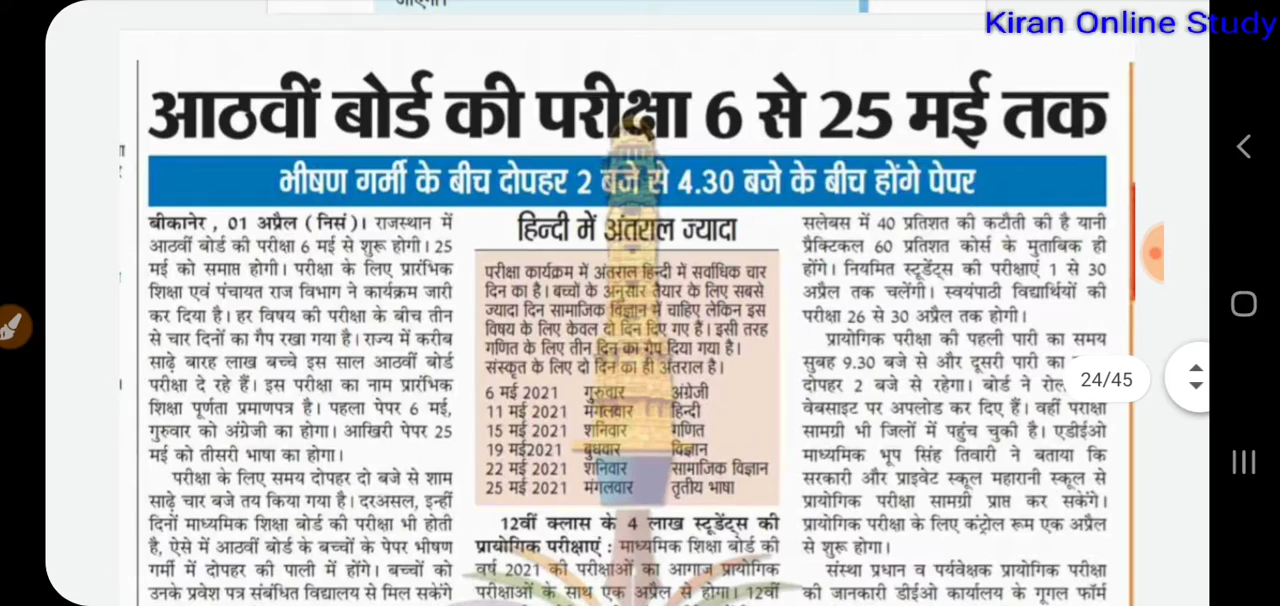 जाएगा।
Kiran Online Study
आठवीं बोर्ड की परीक्षा 6 से 25 मई तक
भीषण गर्मी के बीच दोपहर 2 बजे से 4.30 बजे के बीच होंगे पेपर
बीकानेर, 01 अप्रैल (निसं)। राजस्थान में
आठवीं बोर्ड की परीक्षा 6 मई से शुरू होगी। 25
मई को समाप्त होगी। परीक्षा के लिए प्रारंभिक
शिक्षा एवं पंचायत राज विभाग ने कार्यक्रम जारी
कर दिया है। हर विषय की परीक्षा के बीच तीन
से चार दिनों का गैप रखा गया है। राज्य में करीब
साढ़े बारह लाख बच्चे इस साल आठवीं बोर्ड
परीक्षा दे रहे हैं। इस परीक्षा का नाम प्रारंभिक
शिक्षा पूर्णता प्रमाणपत्र है। पहला पेपर 6 मई,
गुरुवार को अंग्रेजी का होगा। आखिरी पेपर 25
मई को तीसरी भाषा का होगा।
परीक्षा के लिए समय दोपहर दो बजे से शाम
साढ़े चार बजे तय किया गया है। दरअसल, इन्हीं
दिनों माध्यमिक शिक्षा बोर्ड की परीक्षा भी होती
है, ऐसे में आठवीं बोर्ड के बच्चों के पेपर भीषण
गर्मी में दोपहर की पाली में होंगे। बच्चों को
उनके प्रवेश पत्र संबंधित विद्यालय से मिल सकेंगे
हिन्दी में अंतराल ज्यादा
परीक्षा कार्यक्रम में अंतराल हिन्दी में सर्वाधिक चार
दिन का है। बच्चों के अनुसार तैयार के लिए सबसे
ज्यादा दिन सामाजिक विज्ञान में चाहिए लेकिन इस
विषय के लिए केवल दो दिन दिए गए हैं। इसी तरह
गणित के लिए तीन दिन का गैप दिया गया है।
संस्कृत के लिए दो दिन का ही अंतराल है।
6 मई 2021 गुरुवार अंग्रेजी
11 मई 2021 मंगलवार हिन्दी
15 मई 2021 शनिवार गणित
19 मई2021 बुधवार विज्ञान
22 मई 2021 शनिवार सामाजिक विज्ञान
25 मई 2021 मंगलवार तृतीय भाषा
12वीं क्लास के 4 लाख स्टूडेंट्स की
प्रायोगिक परीक्षाएं : माध्यमिक शिक्षा बोर्ड की
वर्ष 2021 की परीक्षाओं का आगाज प्रायोगिक
परीक्षाओं के साथ एक अप्रैल से होगा। 12वीं
सलेबस में 40 प्रतिशत की कटौती की है यानी
प्रैक्टिकल 60 प्रतिशत कोर्स के मुताबिक ही
होंगे। नियमित स्टूडेंट्स की परीक्षाएं 1 से 30
अप्रैल तक चलेंगी। स्वयंपाठी विद्यार्थियों की
परीक्षा 26 से 30 अप्रैल तक होगी।
प्रायोगिक परीक्षा की पहली पारी का समय
सुबह 9.30 बजे से और दूसरी पारी का
दोपहर 2 बजे से रहेगा। बोर्ड ने रोल
वेबसाइट पर अपलोड कर दिए हैं। वहीं परीक्षा
सामग्री भी जिलों में पहुंच चुकी है। एडीईओ
माध्यमिक भूप सिंह तिवारी ने बताया कि
सरकारी और प्राइवेट स्कूल महारानी स्कूल से
प्रायोगिक परीक्षा सामग्री प्राप्त कर सकेंगे।
प्रायोगिक परीक्षा के लिए कंट्रोल रूम एक अप्रैल
से शुरू होगा।
संस्था प्रधान व पर्यवेक्षक प्रायोगिक परीक्षा
की जानकारी डीईओ कार्यालय के गूगल फॉर्म
24/45